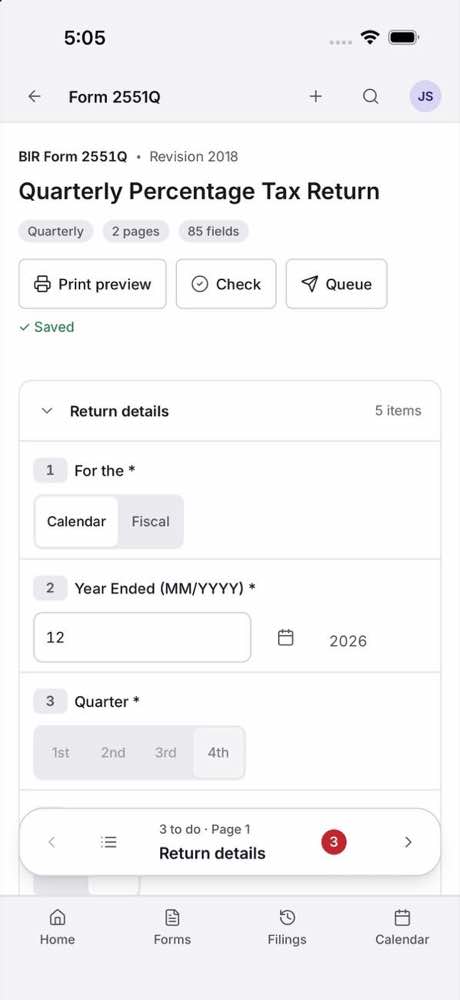 5:05
Form 2551Q
JS
BIR Form 2551Q • Revision 2018
Quarterly Percentage Tax Return
Quarterly
2 pages
85 fields
Print preview
Check
Queue
Saved
Return details
5 items
1 For the *
Calendar
Fiscal
2 Year Ended (MM/YYYY) *
12
2026
3 Quarter *
1st
2nd
3rd
4th
3 to do · Page 1
Return details
3
Home
Forms
Filings
Calendar